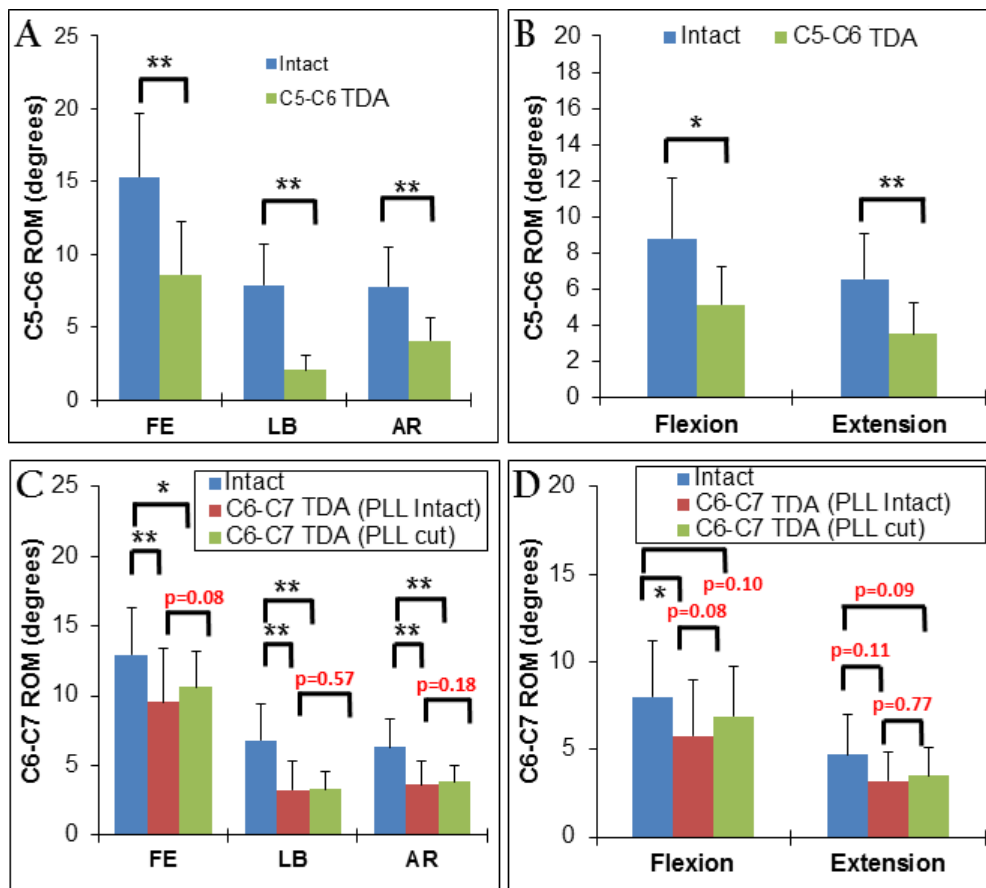 A
C5-C6 ROM (degrees)
25
20
15
10
5
0
Intact
C5-C6 TDA
**
**
**
FE LB AR
B
C5-C6 ROM (degrees)
20
18
16
14
12
10
8
6
4
2
0
Intact C5-C6 TDA
*
**
Flexion Extension
C
C6-C7 ROM (degrees)
25
20
15
10
5
0
Intact
C6-C7 TDA (PLL Intact)
C6-C7 TDA (PLL cut)
*
**
p=0.08
**
**
p=0.57
**
**
p=0.18
FE LB AR
D
C6-C7 ROM (degrees)
20
15
10
5
0
Intact
C6-C7 TDA (PLL Intact)
C6-C7 TDA (PLL cut)
p=0.10
*
p=0.08
p=0.09
p=0.11
p=0.77
Flexion Extension